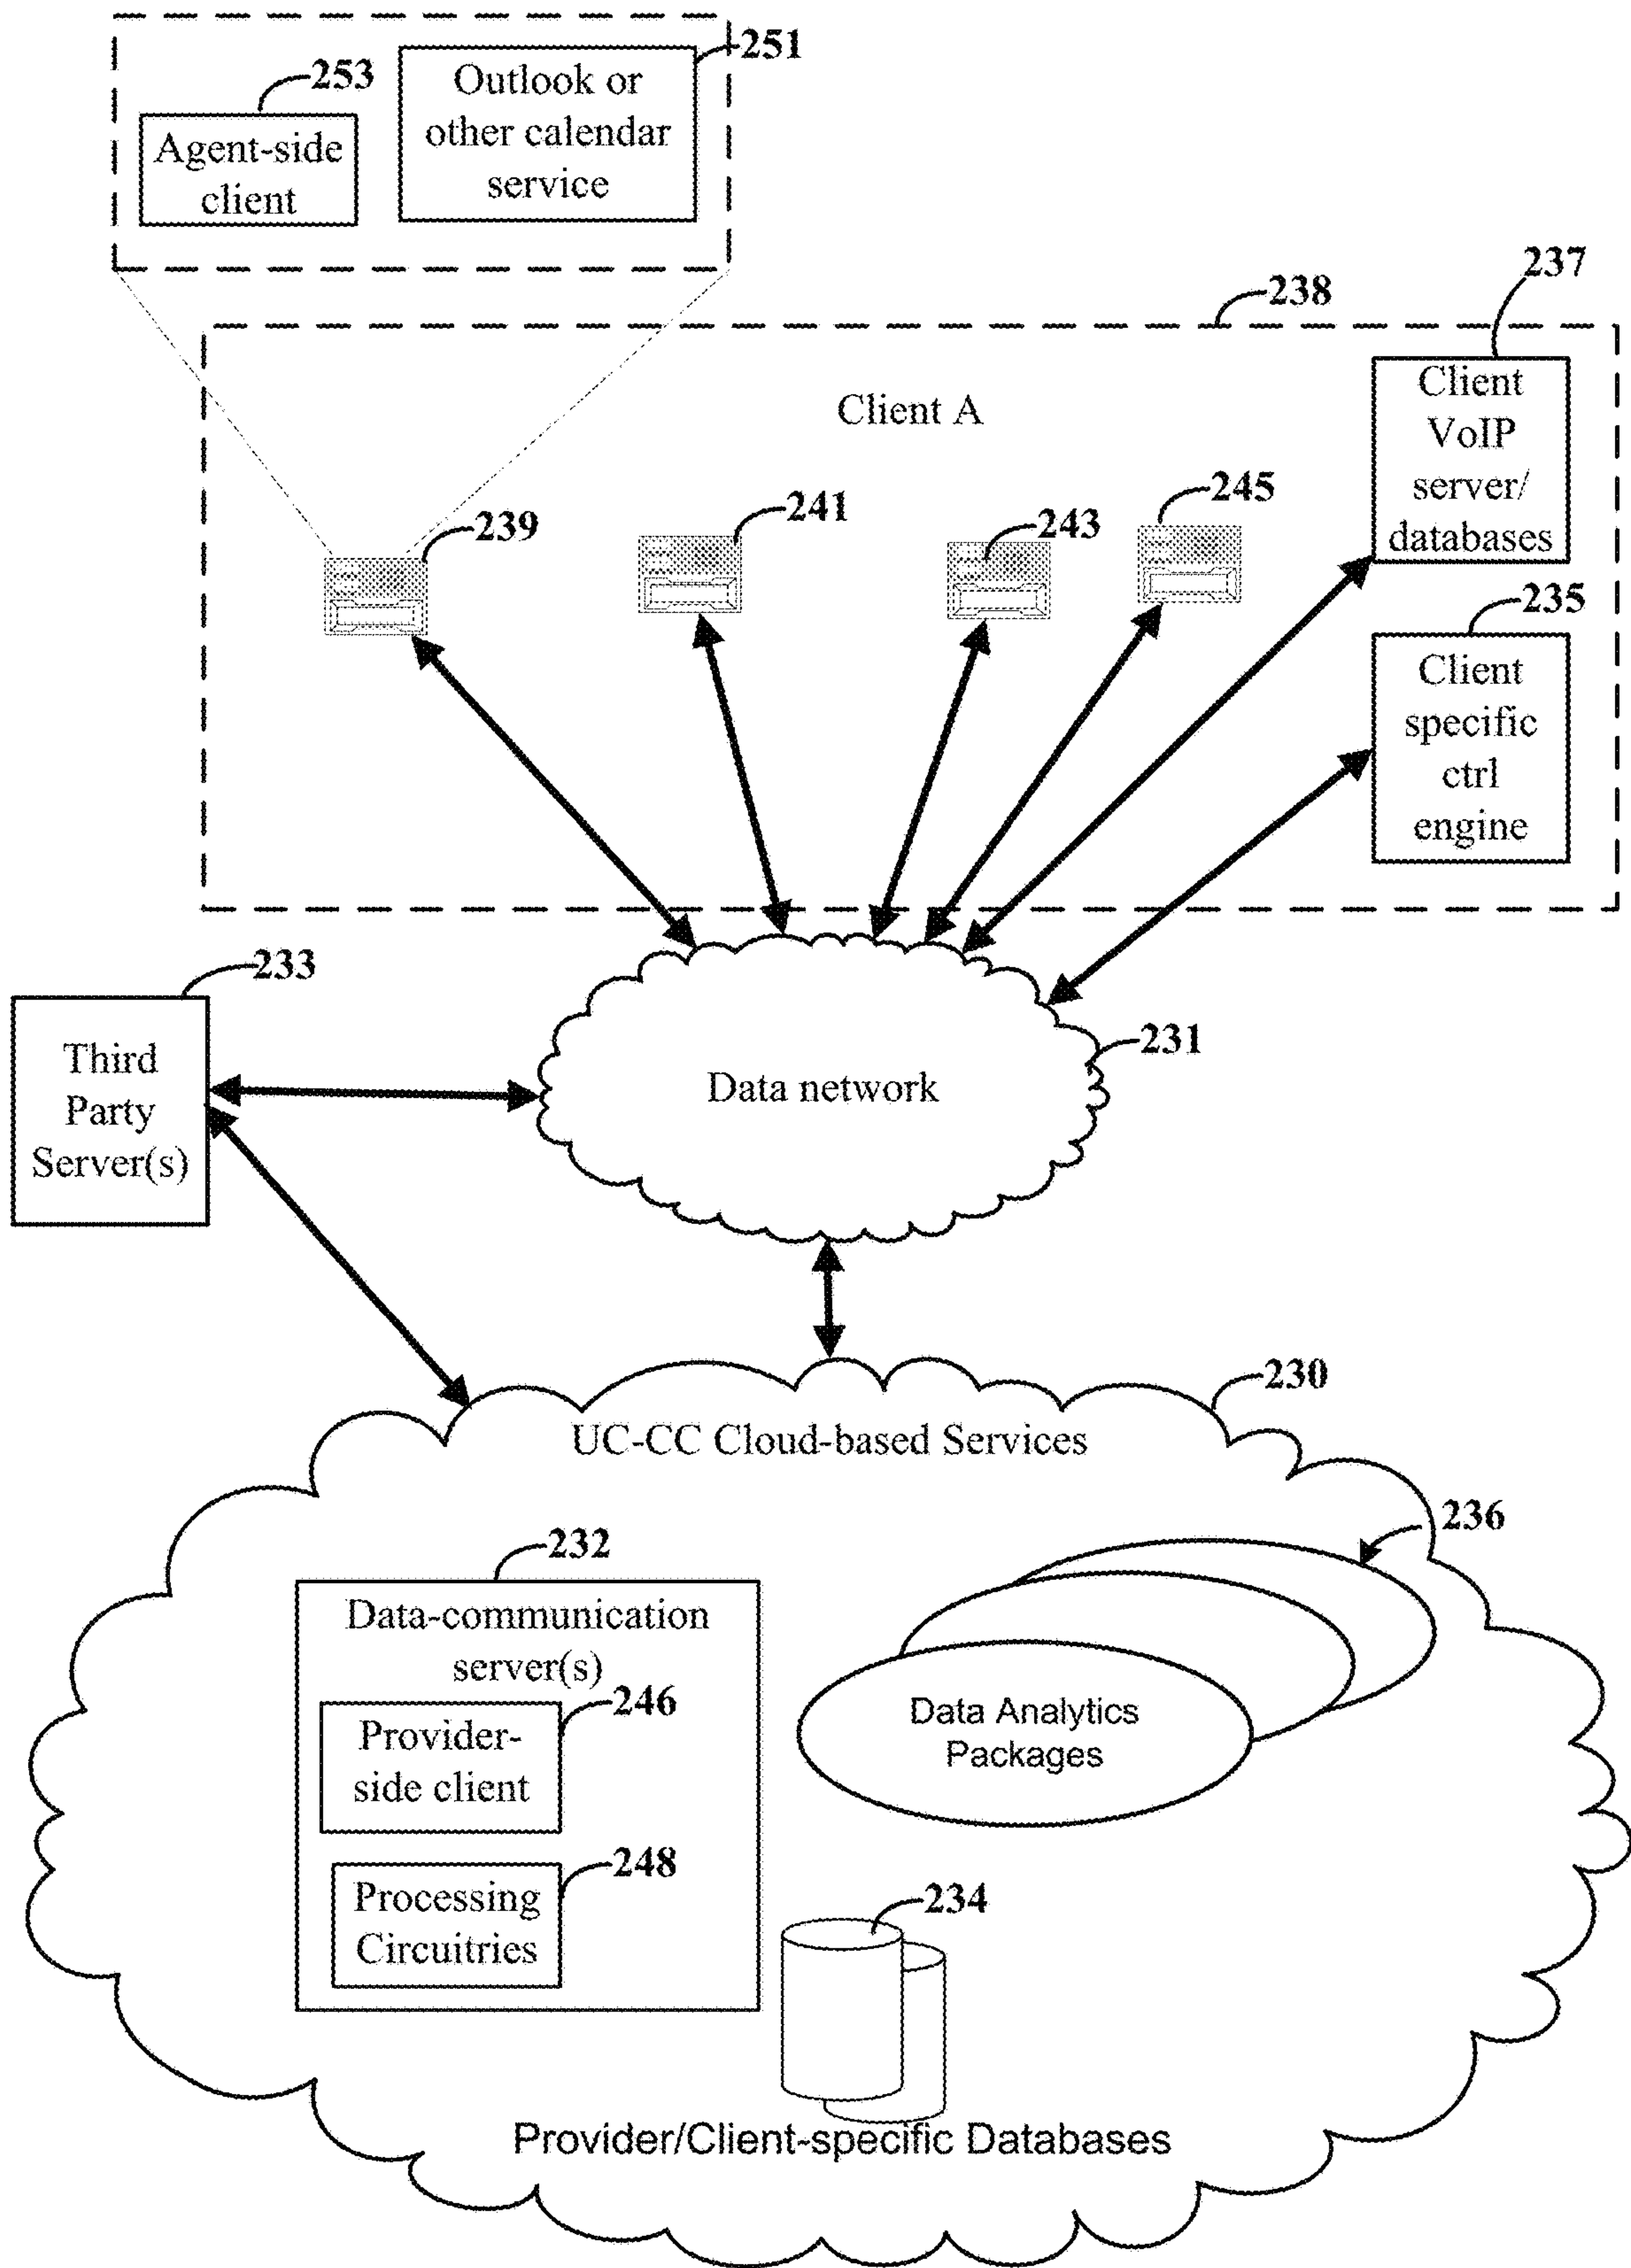 251
253
Outlook or
other calendar
service
Agent-side
client
237
238
Client
VoIP
server/
databases
Client A
239
241
243
245
235
Client
specific
ctrl
engine
233
Third
Party
Server(s)
231
Data network
230
UC-CC Cloud-based Services
236
232
Data-communication
server(s)
246
Provider-
side client
248
Processing
Circuitries
Data Analytics
Packages
234
Provider/Client-specific Databases